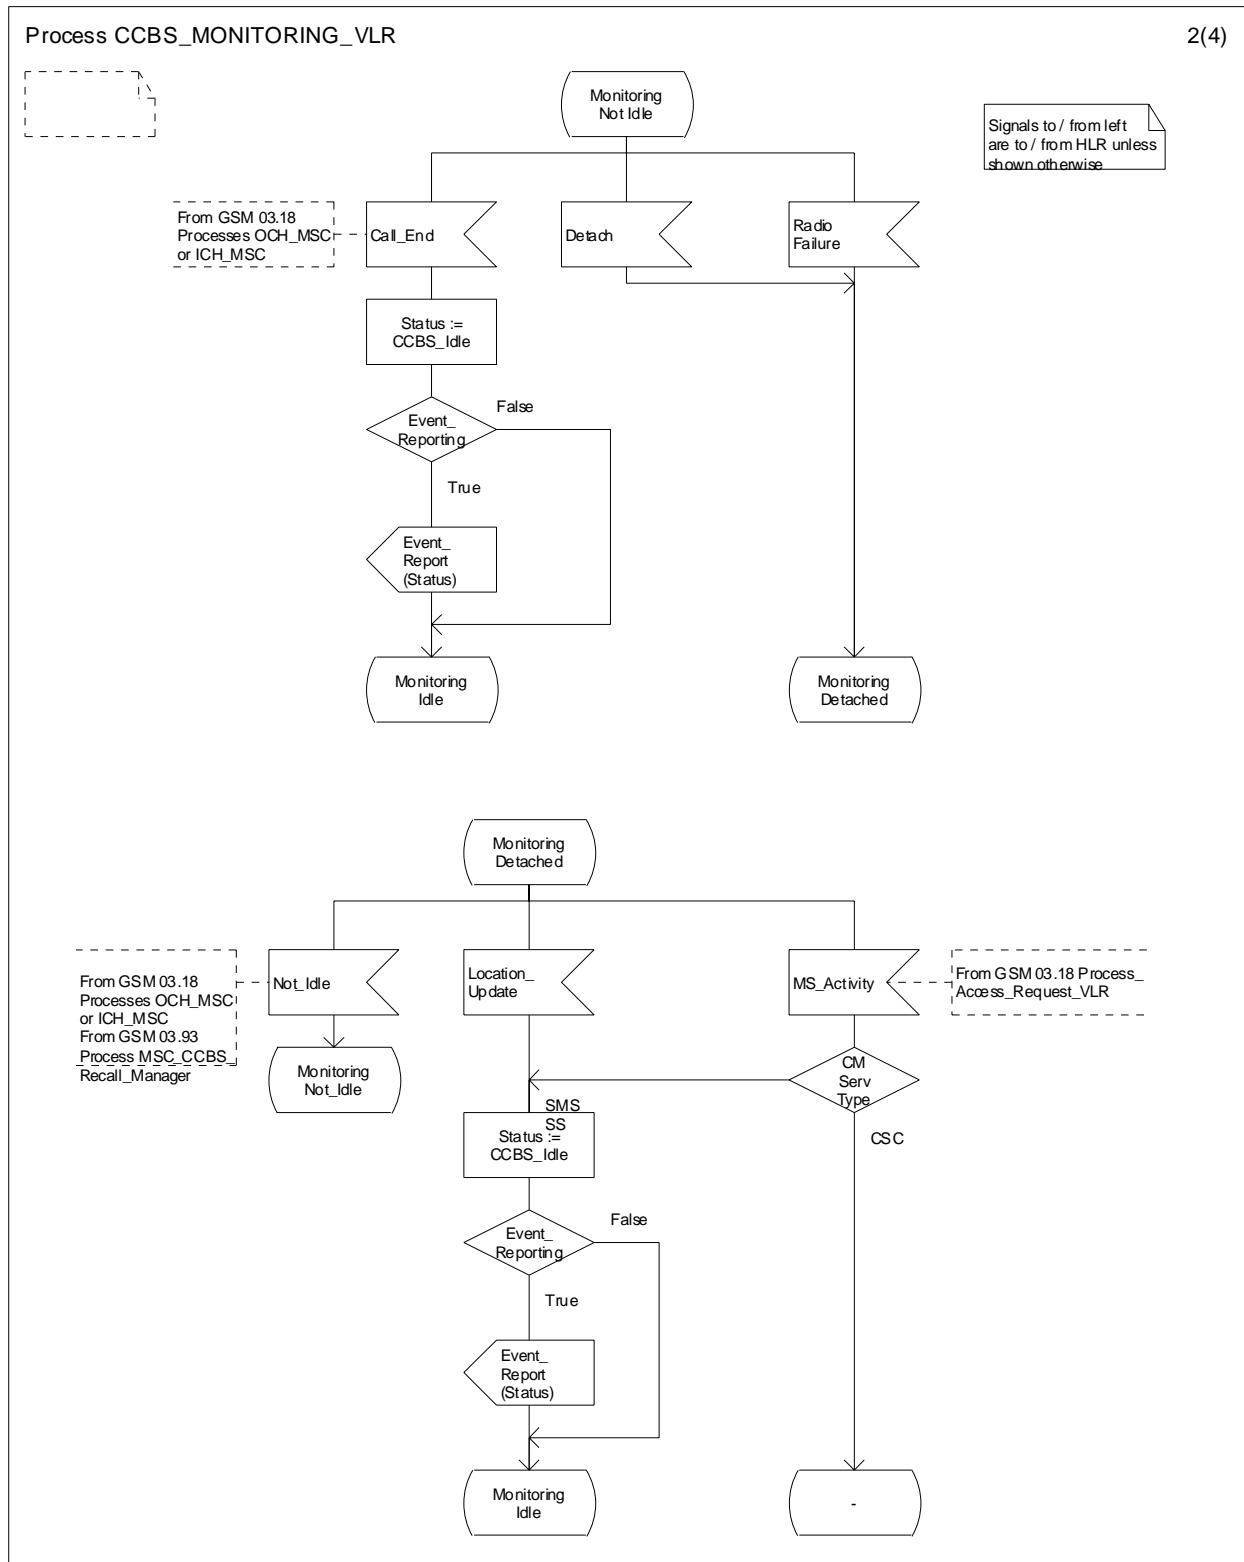 Process CCBS_MONITORING_VLR
2(4)
Monitoring
Not Idle
Signals to / from left
are to / from HLR unless
shown otherwise
From GSM 03.18
Processes OCH_MSC
or ICH_MSC
Call_End
Detach
Radio
Failure
Status :=
CCBS_Idle
Event_
Reporting
False
True
Event_
Report
(Status)
Monitoring
Idle
Monitoring
Detached
Monitoring
Detached
From GSM 03.18
Processes OCH_MSC
or ICH_MSC
From GSM 03.93
Process MSC_CCBS_
Recall_Manager
Not_Idle
Location_
Update
MS_Activity
From GSM 03.18 Process_
Access_Request_VLR
Monitoring
Not_Idle
CM
Serv
Type
SMS
SS
CSC
Status :=
CCBS_Idle
Event_
Reporting
False
True
Event_
Report
(Status)
Monitoring
Idle
-